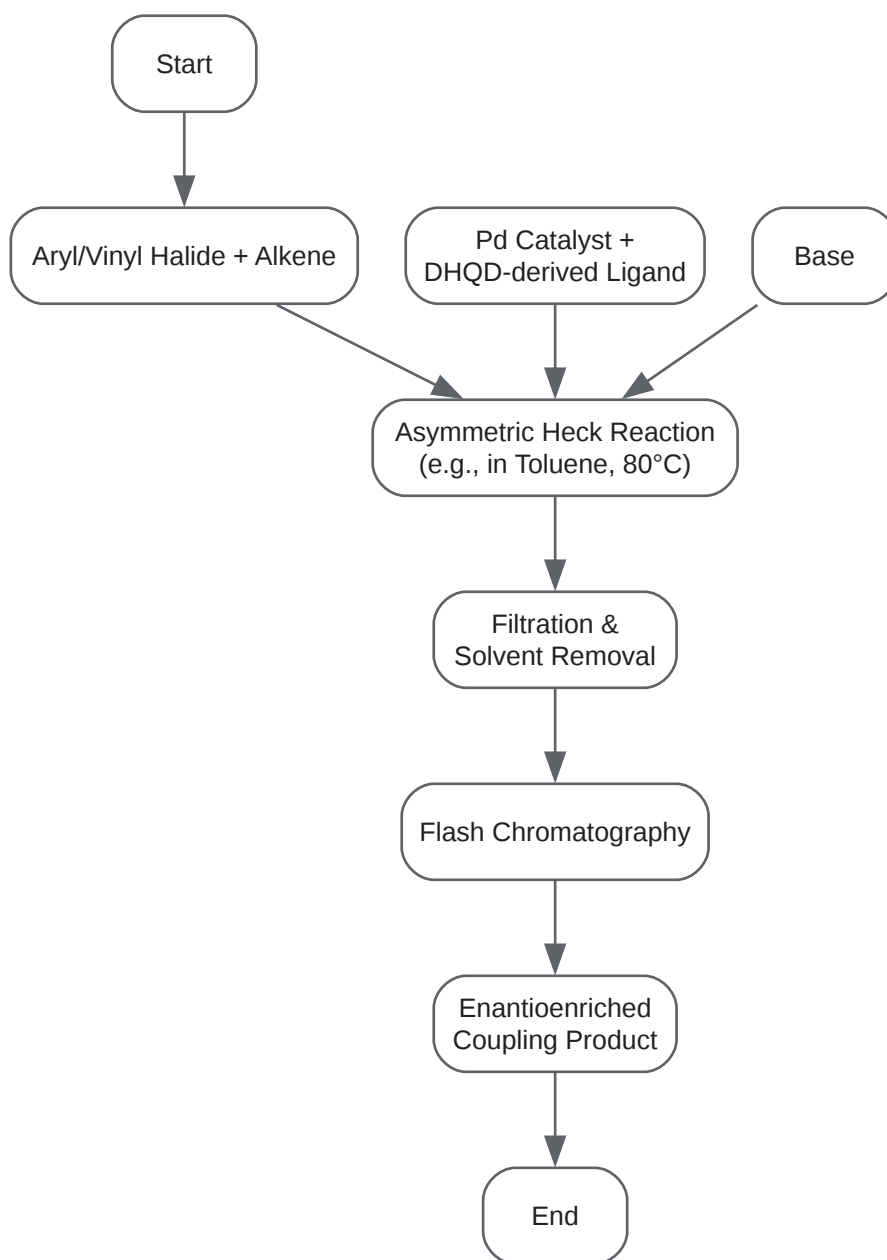 Start
Aryl/Vinyl Halide + Alkene
Pd Catalyst +
DHQD-derived Ligand
Base
Asymmetric Heck Reaction
(e.g., in Toluene, 80°C)
Filtration &
Solvent Removal
Flash Chromatography
Enantioenriched
Coupling Product
End